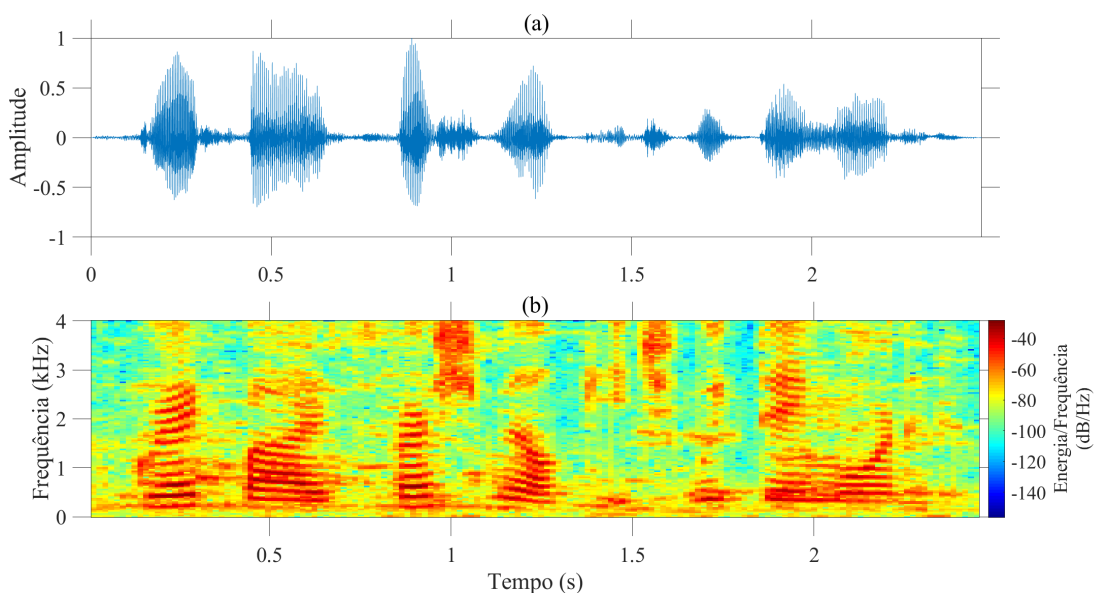 (a)
Amplitude
1
0.5
0
-0.5
-1
0 0.5 1 1.5 2
(b)
Frequência (kHz)
4
3
2
1
0
0.5 1 1.5 2
Tempo (s)
-40
-60
-80
-100
-120
-140
Energia/Frequência
(dB/Hz)